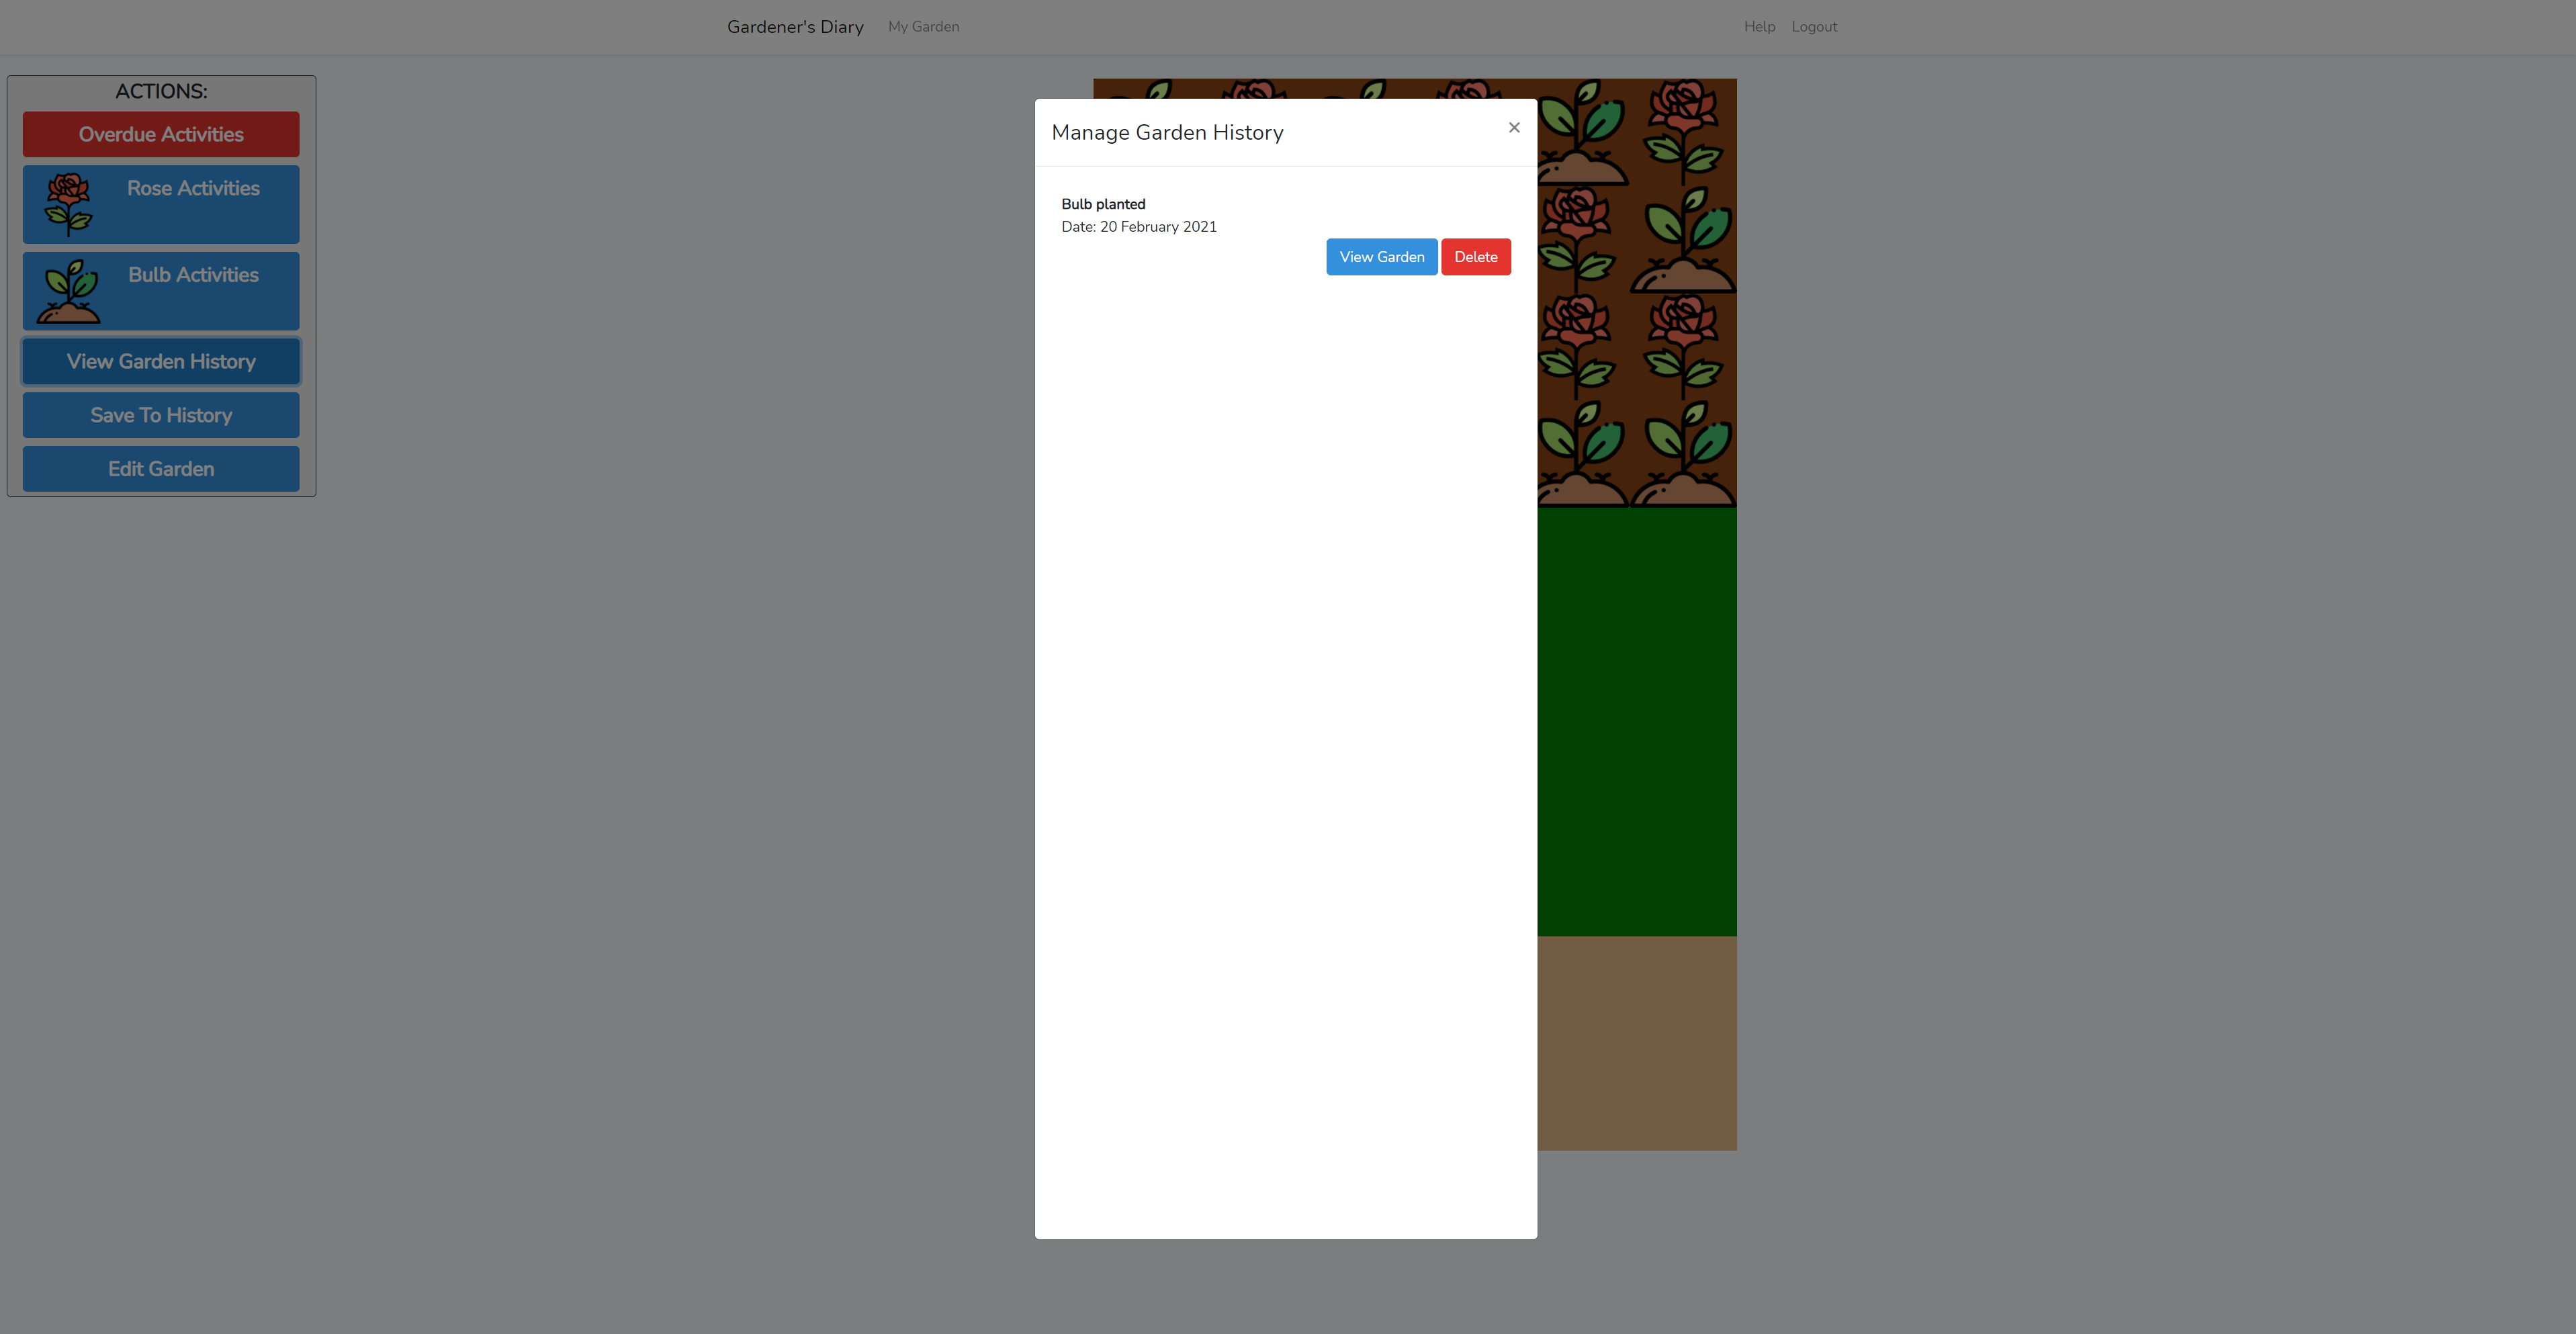 Gardener's Diary My Garden Help Logout
ACTIONS:
Overdue Activities
Rose Activities
Bulb Activities
View Garden History
Save To History
Edit Garden
Manage Garden History ×
Bulb planted
Date: 20 February 2021
View Garden Delete